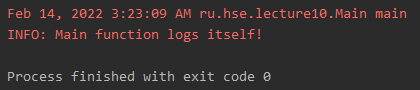 Feb 14, 2022 3:23:09 AM ru.hse.lecture10.Main main
INFO: Main function logs itself!
Process finished with exit code 0